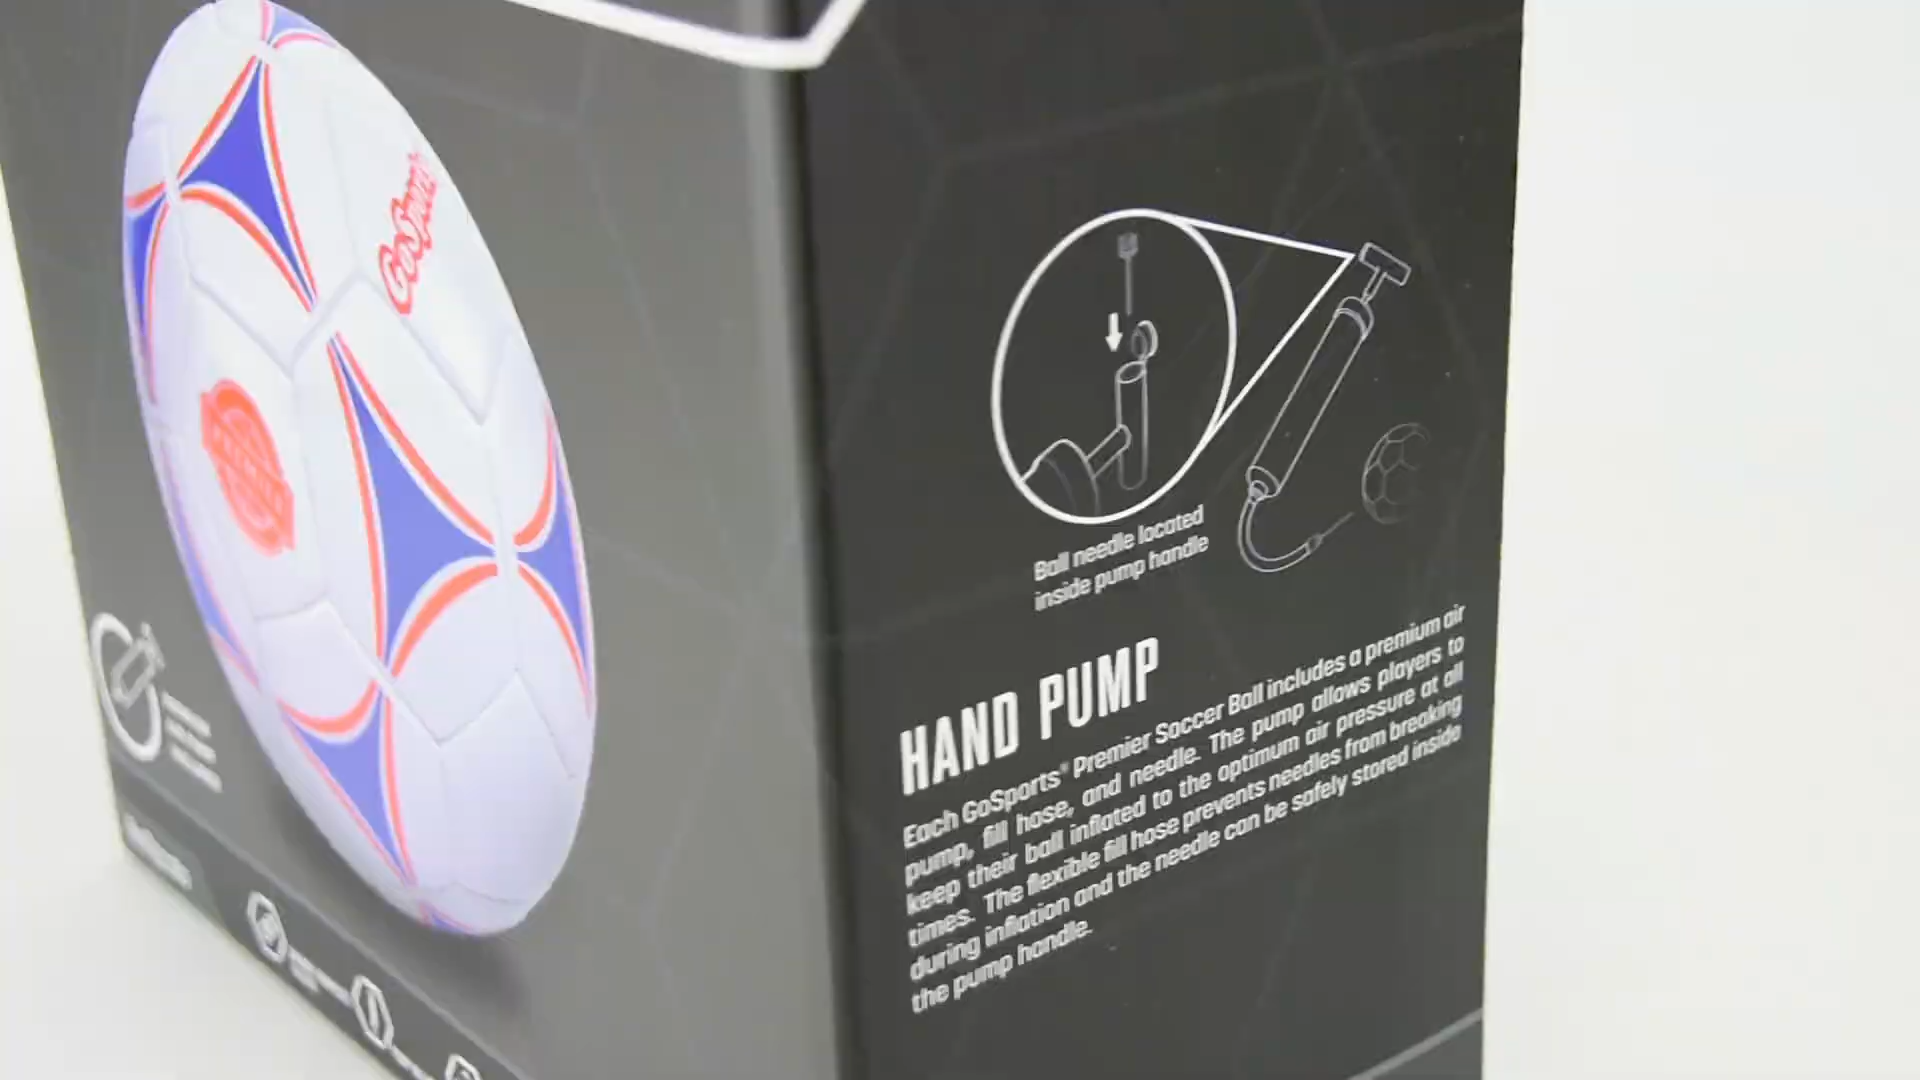 GoSports
Ball needle located
inside pump handle
HAND PUMP
Each GoSports® Premier Soccer Ball includes a premium air
pump, fill hose, and needle. The pump allows players to
keep their ball inflated to the optimum air pressure at all
times. The flexible fill hose prevents needles from breaking
during inflation and the needle can be safely stored inside
the pump handle.